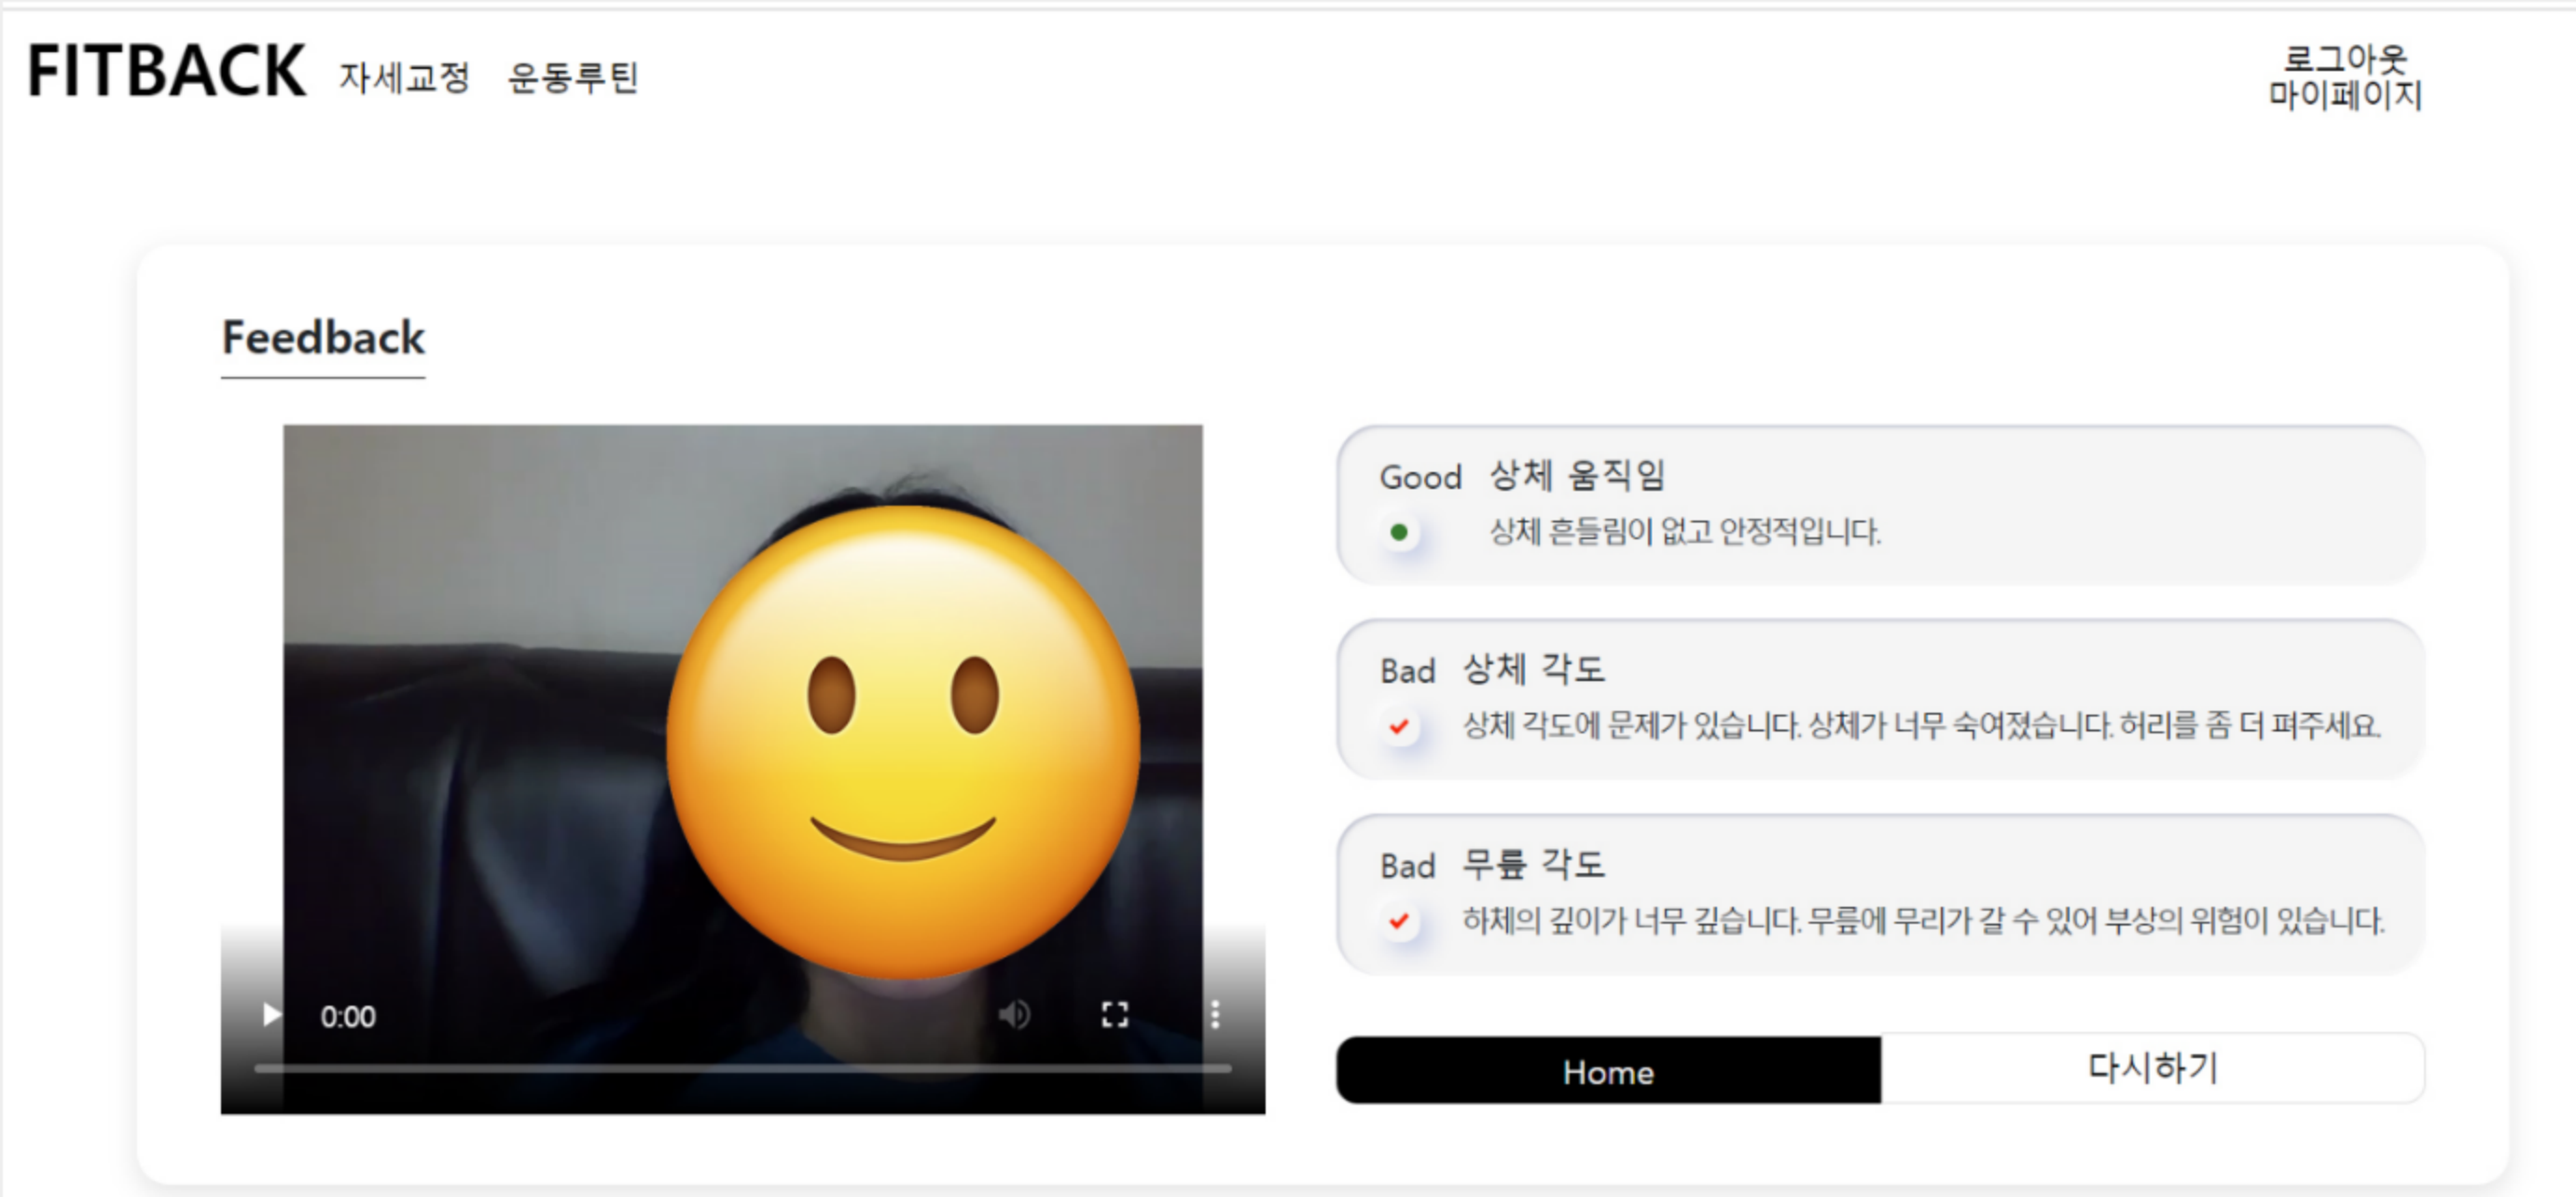 FITBACK 자세교정 운동루틴
로그아웃
마이페이지
Feedback
0:00
Good 상체 움직임
상체 흔들림이 없고 안정적입니다.
Bad 상체 각도
상체 각도에 문제가 있습니다. 상체가 너무 숙여졌습니다. 허리를 좀 더 펴주세요.
Bad 무릎 각도
하체의 깊이가 너무 깊습니다. 무릎에 무리가 갈 수 있어 부상의 위험이 있습니다.
Home 다시하기